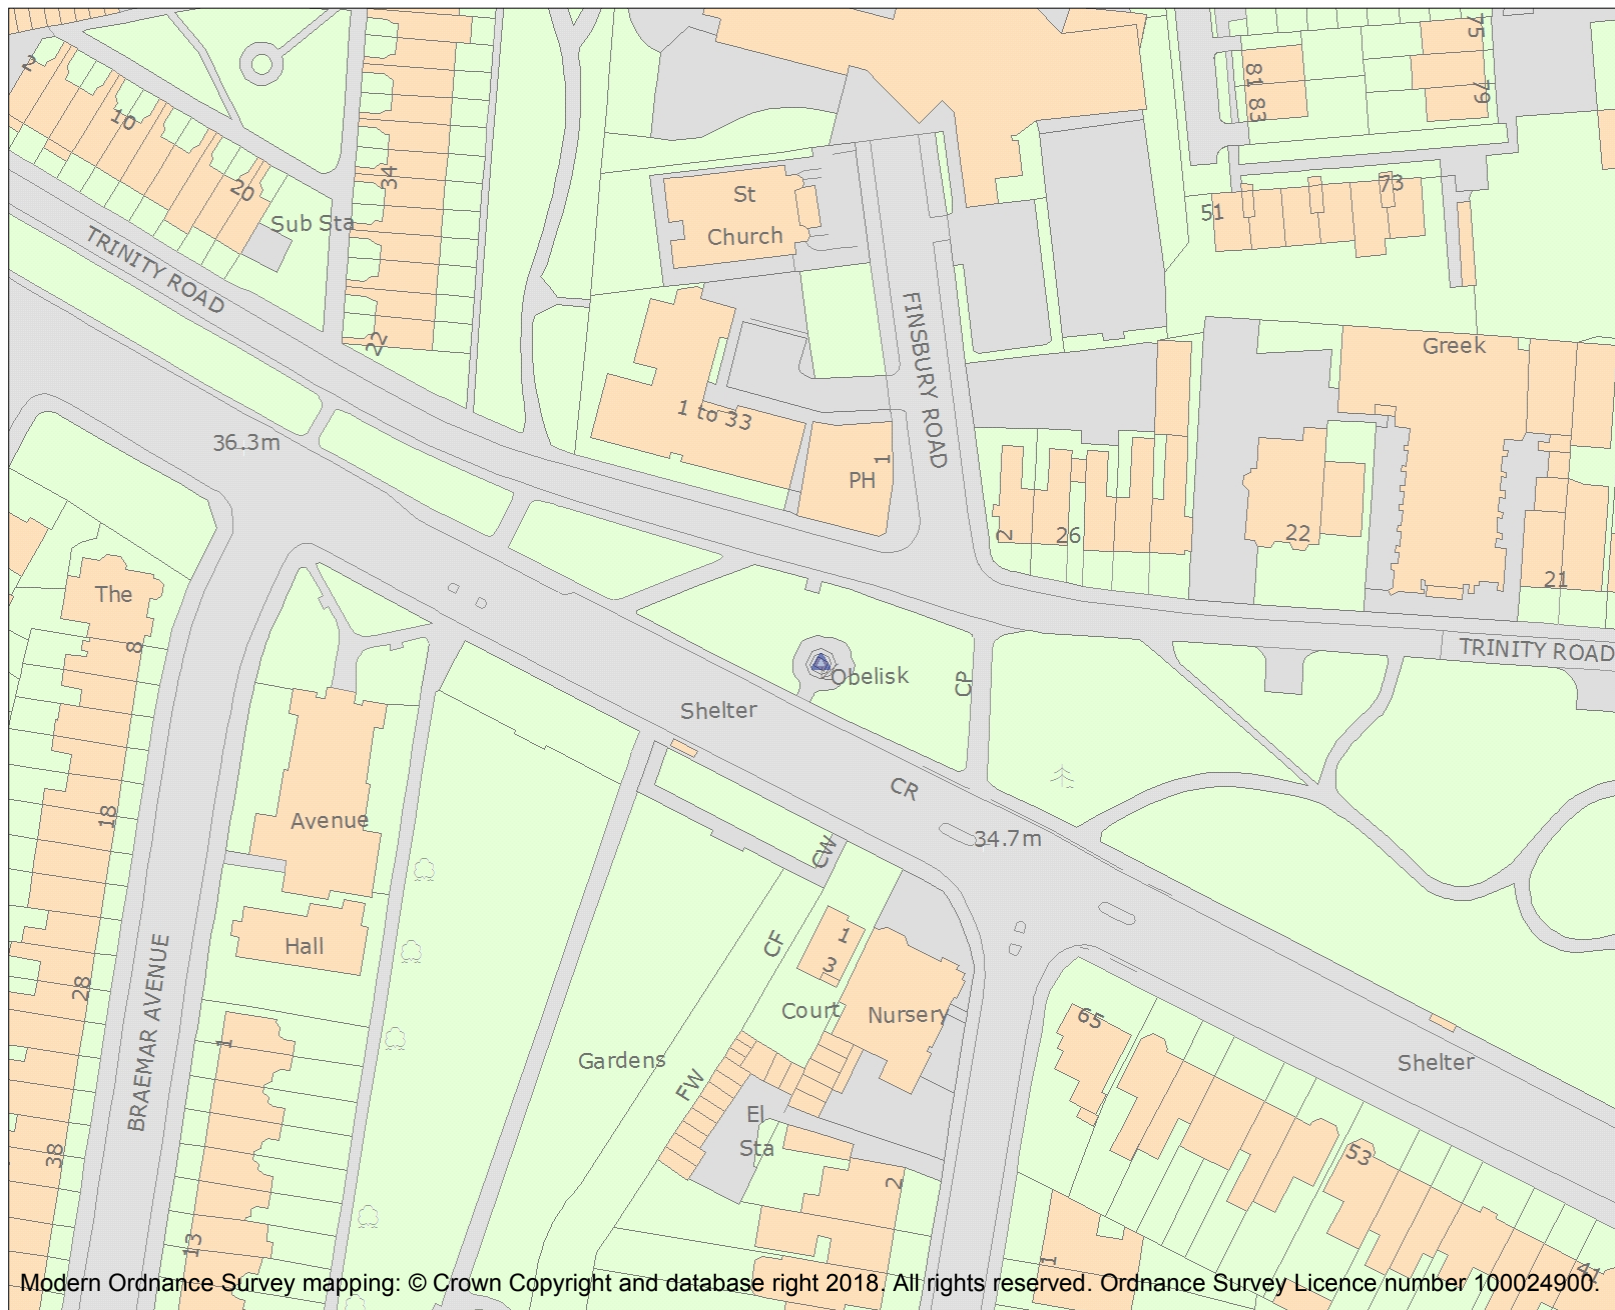 75
2
81
83
79
10
34
20
73
51
St
Church
Sub Sta
TRINITY ROAD
FINSBURY ROAD
22
Greek
1 to 33
36.3m
1
PH
2
26
22
21
The
8
TRINITY ROAD
Obelisk
CP
Shelter
CR
18
Avenue
34.7m
CW
Hall
CF
1
3
28
Court
Nursery
65
1
BRAEMAR AVENUE
Gardens
Shelter
FW
El
Sta
38
53
2
13
1
41
Modern Ordnance Survey mapping: © Crown Copyright and database right 2018. All rights reserved. Ordnance Survey Licence number 100024900.